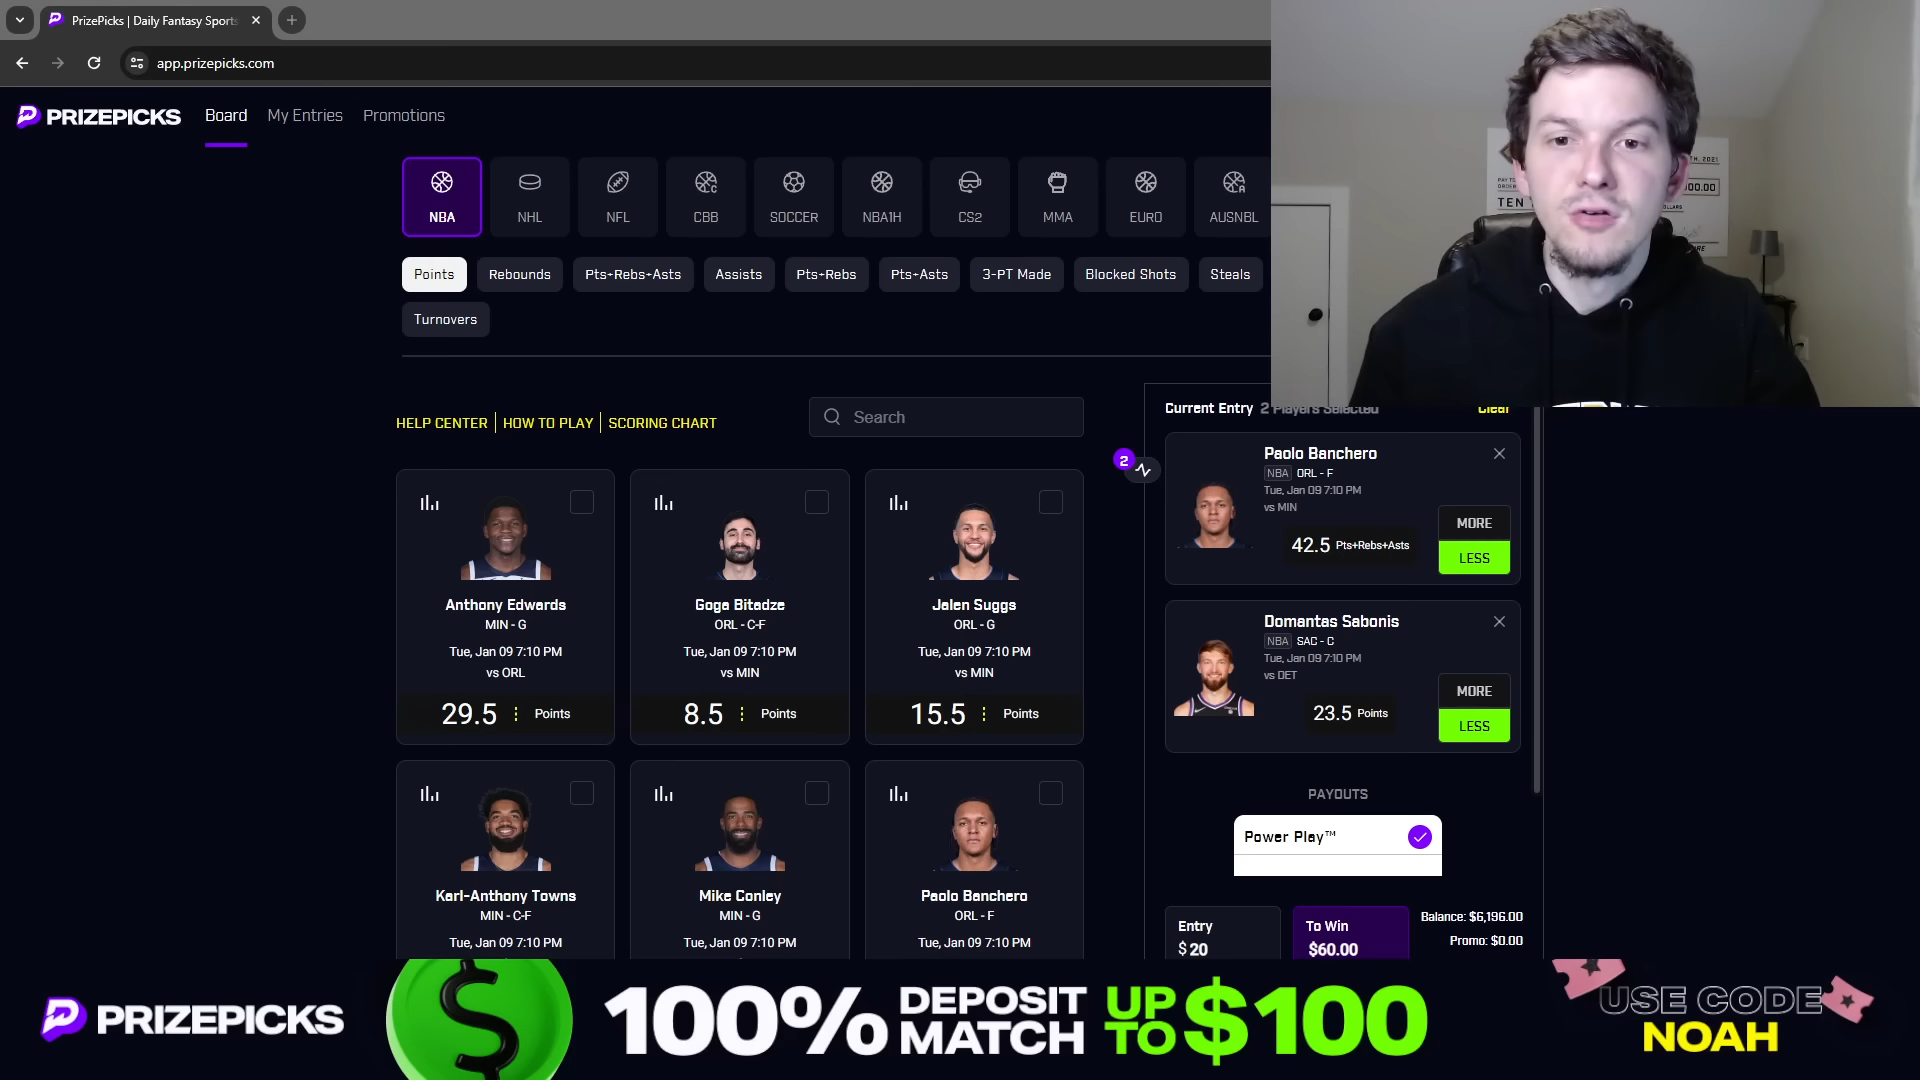 PrizePicks | Daily Fantasy Sports
app.prizepicks.com
PRIZEPICKS
Board
My Entries
Promotions
NBA
NHL
NFL
CBB
SOCCER
NBA1H
CS2
MMA
EURO
AUSNBL
Points
Rebounds
Pts+Rebs+Asts
Assists
Pts+Rebs
Pts+Asts
3-PT Made
Blocked Shots
Steals
Turnovers
HELP CENTER
HOW TO PLAY
SCORING CHART
Search
Anthony Edwards
MIN - G
Tue, Jan 09 7:10 PM
vs ORL
29.5 Points
Goga Bitadze
ORL - C-F
Tue, Jan 09 7:10 PM
vs MIN
8.5 Points
Jalen Suggs
ORL - G
Tue, Jan 09 7:10 PM
vs MIN
15.5 Points
Karl-Anthony Towns
MIN - C-F
Tue, Jan 09 7:10 PM
Mike Conley
MIN - G
Tue, Jan 09 7:10 PM
Paolo Banchero
ORL - F
Tue, Jan 09 7:10 PM
Current Entry 2 Players Selected
Clear
2
Paolo Banchero
NBA ORL - F
Tue, Jan 09 7:10 PM
vs MIN
42.5 Pts+Rebs+Asts
MORE
LESS
Domantas Sabonis
NBA SAC - C
Tue, Jan 09 7:10 PM
vs DET
23.5 Points
MORE
LESS
PAYOUTS
Power Play™
Entry
$ 20
To Win
$60.00
Balance: $6,196.00
Promo: $0.00
TH, 2021
TEN
00.00
PRIZEPICKS
100% DEPOSIT MATCH UP TO $100
USE CODE
NOAH